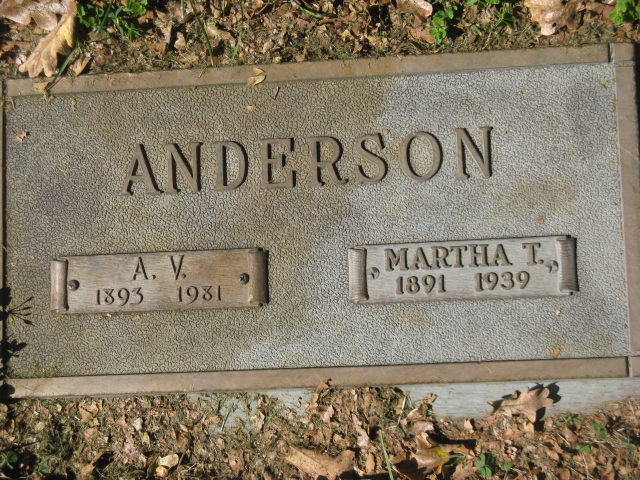 ANDERSON
A. V.
1893 1981
MARTHA T.
1891 1939